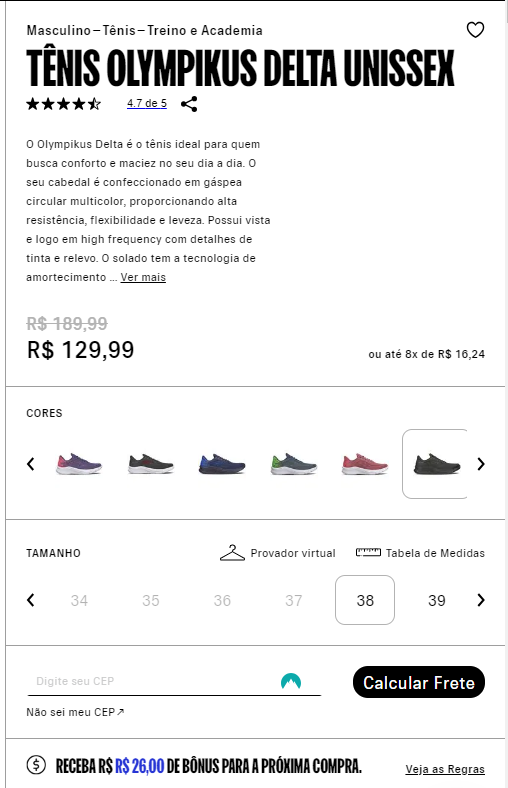 Masculino—Tênis—Treino e Academia
TÊNIS OLYMPIKUS DELTA UNISSEX
4.7 de 5
O Olympikus Delta é o tênis ideal para quem
busca conforto e maciez no seu dia a dia. O
seu cabedal é confeccionado em gáspea
circular multicolor, proporcionando alta
resistência, flexibilidade e leveza. Possui vista
e logo em high frequency com detalhes de
tinta e relevo. O solado tem a tecnologia de
amortecimento ... Ver mais
R$ 189,99
R$ 129,99
ou até 8x de R$ 16,24
CORES
TAMANHO Provador virtual Tabela de Medidas
34 35 36 37 38 39
Digite seu CEP
Calcular Frete
Não sei meu CEP↗
RECEBA R$ R$ 26,00 DE BÔNUS PARA A PRÓXIMA COMPRA.
Veja as Regras